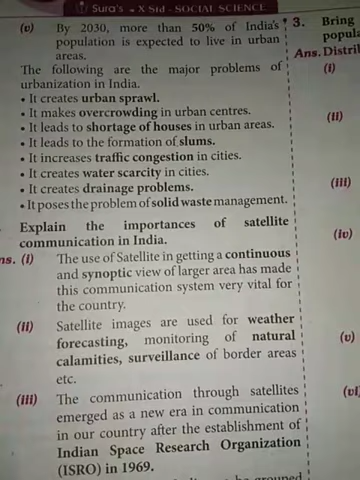 Sura's X Std - SOCIAL SCIENCE
(v) By 2030, more than 50% of India's
population is expected to live in urban
areas.
The following are the major problems of
urbanization in India.
• It creates urban sprawl.
• It makes overcrowding in urban centres.
• It leads to shortage of houses in urban areas.
• It leads to the formation of slums.
• It increases traffic congestion in cities.
• It creates water scarcity in cities.
• It creates drainage problems.
• It poses the problem of solid waste management.
Explain the importances of satellite
communication in India.
ns. (i) The use of Satellite in getting a continuous
and synoptic view of larger area has made
this communication system very vital for
the country.
(ii) Satellite images are used for weather
forecasting, monitoring of natural
calamities, surveillance of border areas
etc.
(iii) The communication through satellites
emerged as a new era in communication
in our country after the establishment of
Indian Space Research Organization
(ISRO) in 1969.
3. Bring
popula
Ans. Distri
(i)
(ii)
(iii)
(iv)
(v)
(vi)